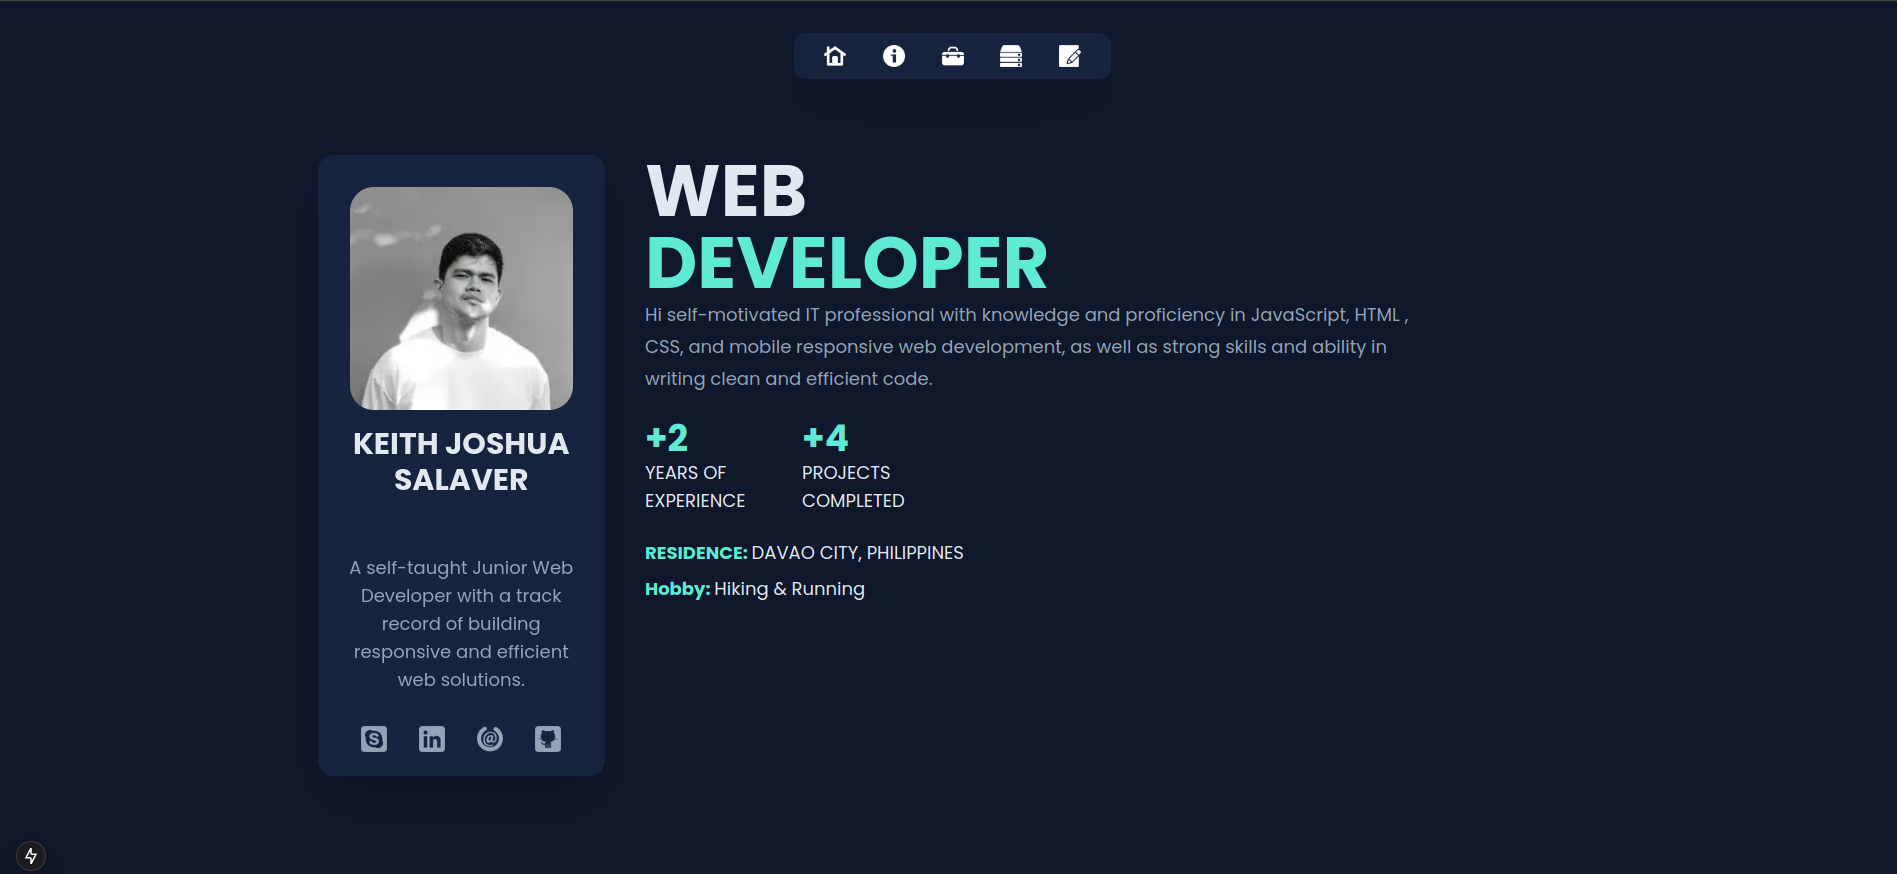 KEITH JOSHUA
SALAVER
A self-taught Junior Web
Developer with a track
record of building
responsive and efficient
web solutions.
WEB
DEVELOPER
Hi self-motivated IT professional with knowledge and proficiency in JavaScript, HTML ,
CSS, and mobile responsive web development, as well as strong skills and ability in
writing clean and efficient code.
+2
YEARS OF
EXPERIENCE
+4
PROJECTS
COMPLETED
RESIDENCE: DAVAO CITY, PHILIPPINES
Hobby: Hiking & Running